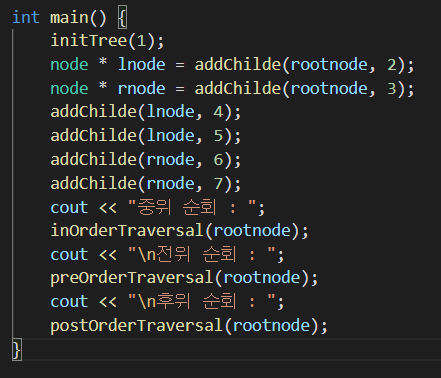 int main() {
initTree(1);
node * lnode = addChilde(rootnode, 2);
node * rnode = addChilde(rootnode, 3);
addChilde(lnode, 4);
addChilde(lnode, 5);
addChilde(rnode, 6);
addChilde(rnode, 7);
cout << "중위 순회 : ";
inOrderTraversal(rootnode);
cout << "\n전위 순회 : ";
preOrderTraversal(rootnode);
cout << "\n후위 순회 : ";
postOrderTraversal(rootnode);
}